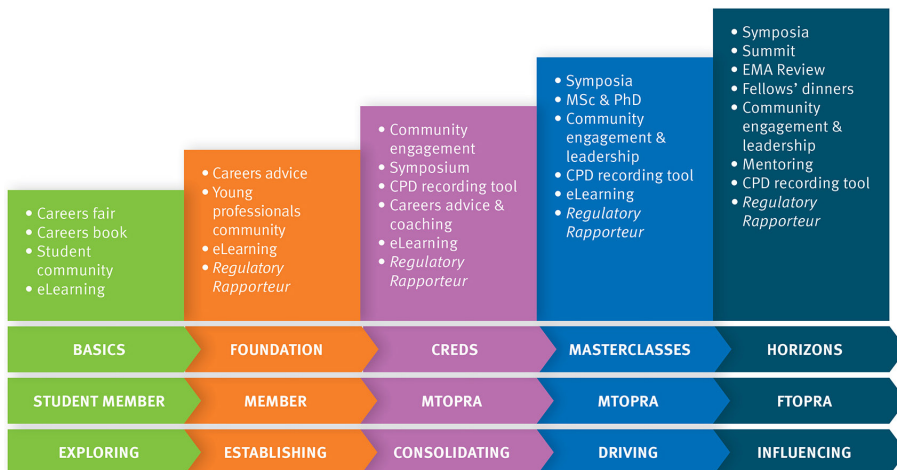 • Careers fair
• Careers book
• Student
community
• eLearning
• Careers advice
• Young
professionals
community
• eLearning
• Regulatory
Rapporteur
• Community
engagement
• Symposium
• CPD recording tool
• Careers advice &
coaching
• eLearning
• Regulatory
Rapporteur
• Symposia
• MSc & PhD
• Community
engagement &
leadership
• CPD recording tool
• eLearning
• Regulatory
Rapporteur
• Symposia
• Summit
• EMA Review
• Fellows’ dinners
• Community
engagement &
leadership
• Mentoring
• CPD recording tool
• Regulatory
Rapporteur
BASICS FOUNDATION CREDS MASTERCLASSES HORIZONS
STUDENT MEMBER MEMBER MTOPRA MTOPRA FTOPRA
EXPLORING ESTABLISHING CONSOLIDATING DRIVING INFLUENCING